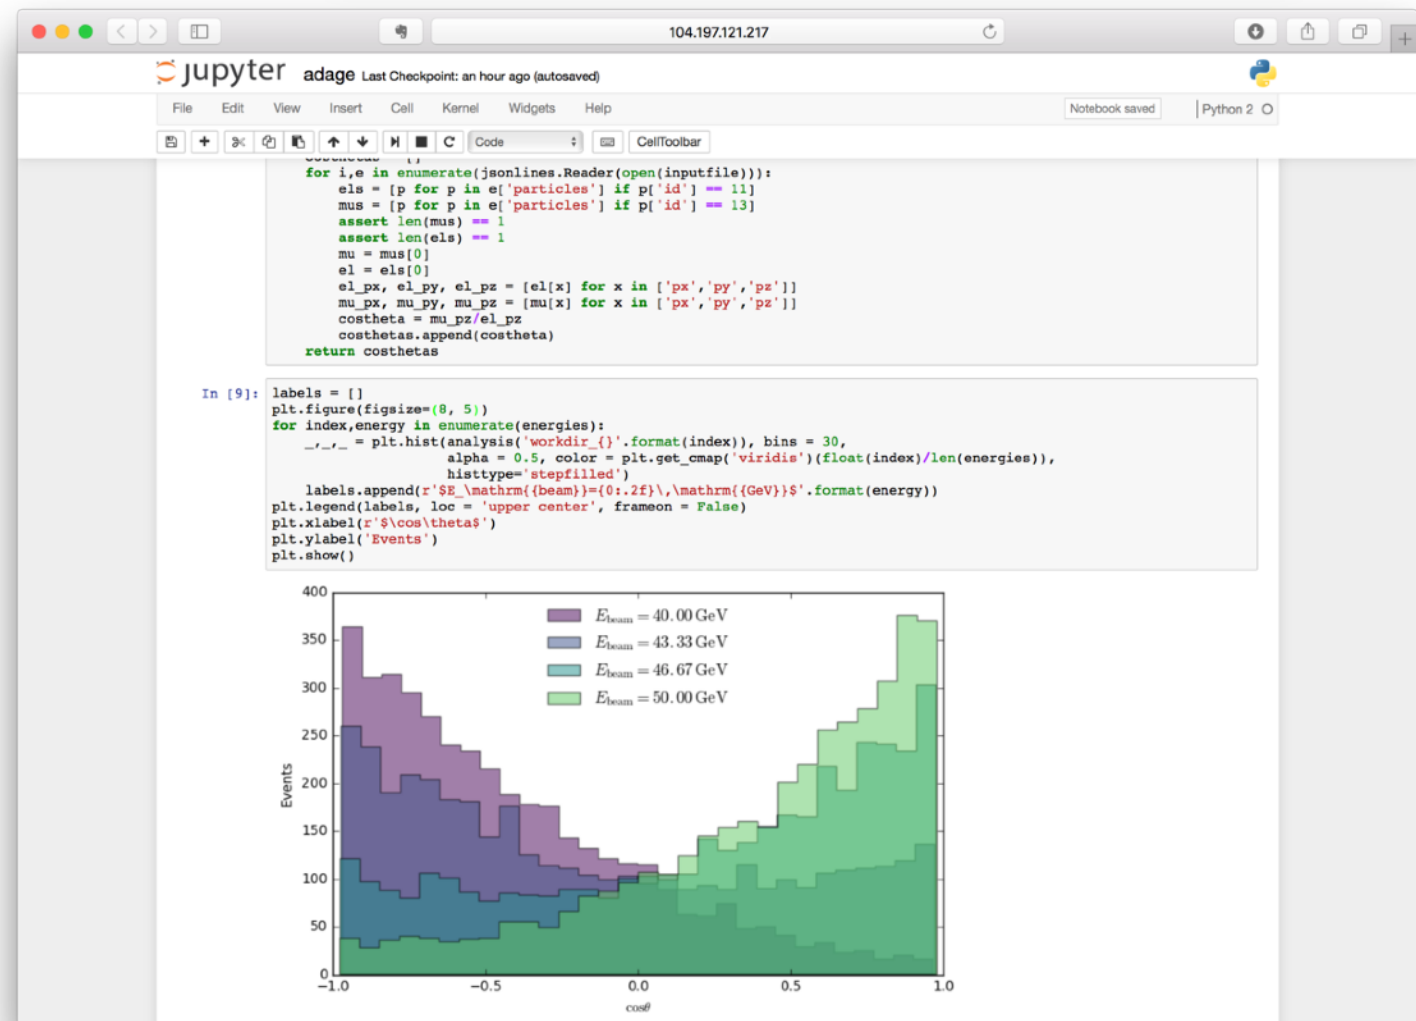 104.197.121.217
jupyter adage Last Checkpoint: an hour ago (autosaved)
File Edit View Insert Cell Kernel Widgets Help Notebook saved Python 2
Code CellToolbar
for i,e in enumerate(jsonlines.Reader(open(inputfile))):
els = [p for p in e['particles'] if p['id'] == 11]
mus = [p for p in e['particles'] if p['id'] == 13]
assert len(mus) == 1
assert len(els) == 1
mu = mus[0]
el = els[0]
el_px, el_py, el_pz = [el[x] for x in ['px','py','pz']]
mu_px, mu_py, mu_pz = [mu[x] for x in ['px','py','pz']]
costheta = mu_pz/el_pz
costhetas.append(costheta)
return costhetas
In [9]: labels = []
plt.figure(figsize=(8, 5))
for index,energy in enumerate(energies):
_,_,_ = plt.hist(analysis('workdir_{}'.format(index)), bins = 30,
alpha = 0.5, color = plt.get_cmap('viridis')(float(index)/len(energies)),
histtype='stepfilled')
labels.append(r'$E_\mathrm{{beam}}={0:.2f}\,\mathrm{{GeV}}$'.format(energy))
plt.legend(labels, loc = 'upper center', frameon = False)
plt.xlabel(r'$\cos\theta$')
plt.ylabel('Events')
plt.show()
400
350
300
250
200
150
100
50
0
Events
E_beam = 40.00 GeV
E_beam = 43.33 GeV
E_beam = 46.67 GeV
E_beam = 50.00 GeV
−1.0 −0.5 0.0 0.5 1.0
cosθ